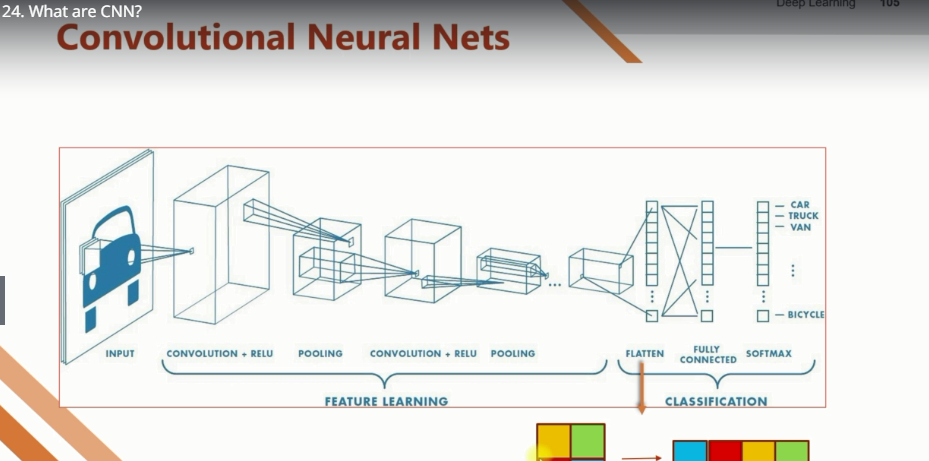 Deep Learning 105
24. What are CNN?
Convolutional Neural Nets
CAR
TRUCK
VAN
BICYCLE
INPUT CONVOLUTION + RELU POOLING CONVOLUTION + RELU POOLING FLATTEN FULLY CONNECTED SOFTMAX
FEATURE LEARNING CLASSIFICATION